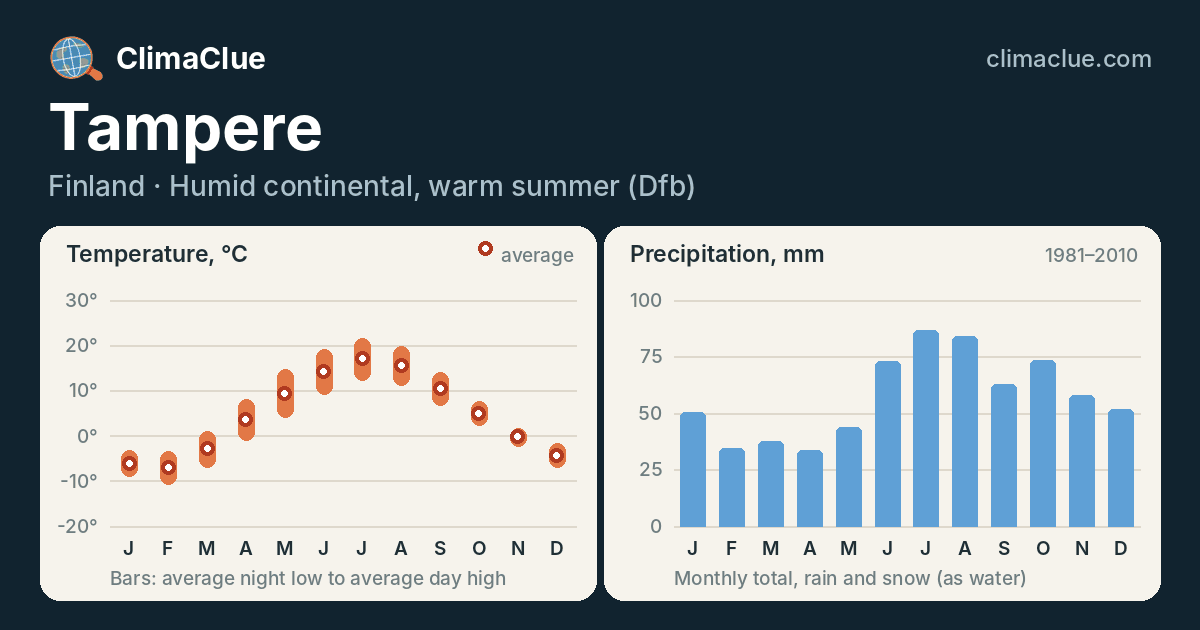 ClimaClue
climaclue.com
Tampere
Finland · Humid continental, warm summer (Dfb)
Temperature, °C
average
30°
20°
10°
0°
-10°
-20°
J F M A M J J A S O N D
Bars: average night low to average day high
Precipitation, mm
1981–2010
100
75
50
25
0
J F M A M J J A S O N D
Monthly total, rain and snow (as water)